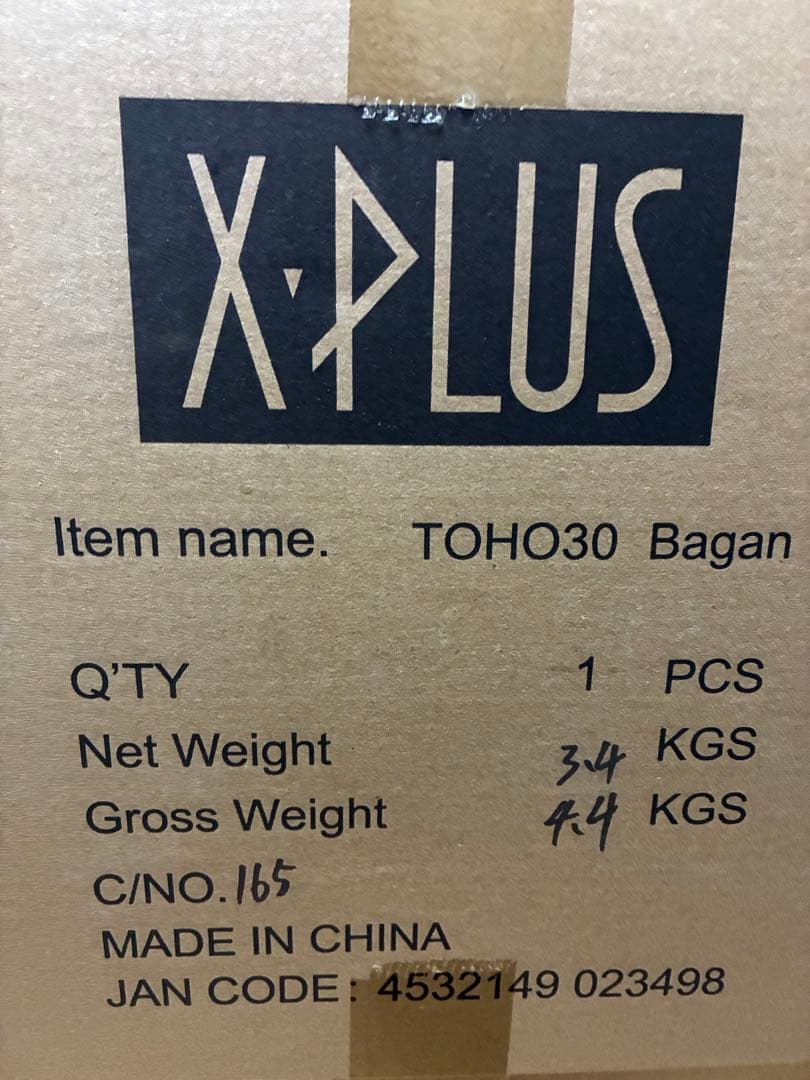 X·PLUS
Item name. TOHO30 Bagan
Q'TY 1 PCS
Net Weight 3.4 KGS
Gross Weight 4.4 KGS
C/NO.165
MADE IN CHINA
JAN CODE: 4532149 023498